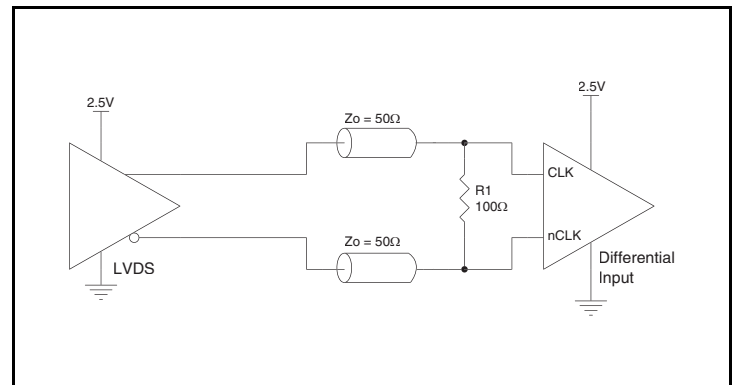 2.5V
2.5V
Zo = 50Ω
CLK
R1
100Ω
Zo = 50Ω
nCLK
LVDS
Differential
Input